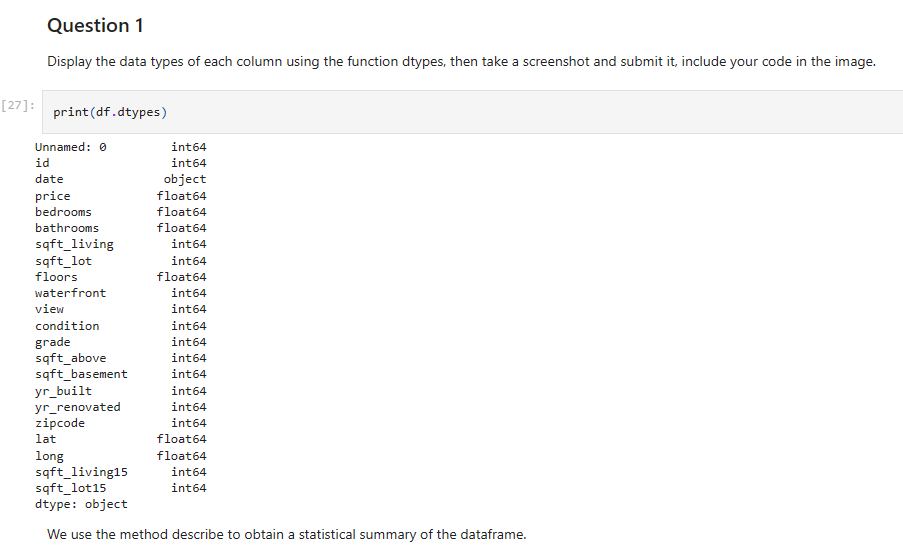 Question 1
Display the data types of each column using the function dtypes, then take a screenshot and submit it, include your code in the image.
[27]: print(df.dtypes)
Unnamed: 0 int64
id int64
date object
price float64
bedrooms float64
bathrooms float64
sqft_living int64
sqft_lot int64
floors float64
waterfront int64
view int64
condition int64
grade int64
sqft_above int64
sqft_basement int64
yr_built int64
yr_renovated int64
zipcode int64
lat float64
long float64
sqft_living15 int64
sqft_lot15 int64
dtype: object
We use the method describe to obtain a statistical summary of the dataframe.